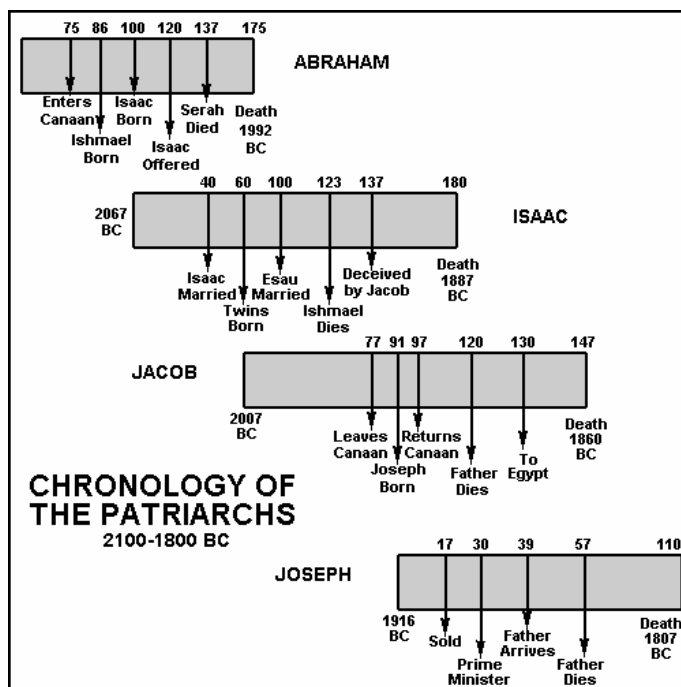 75 86 100 120 137 175
ABRAHAM
Enters
Canaan
Ishmael
Born
Isaac
Born
Isaac
Offered
Serah
Died
Death
1992
BC
40 60 100 123 137 180
2067
BC
ISAAC
Isaac
Married
Twins
Born
Esau
Married
Ishmael
Dies
Deceived
by Jacob
Death
1887
BC
77 91 97 120 130 147
JACOB
2007
BC
Leaves
Canaan
Joseph
Born
Returns
Canaan
Father
Dies
To
Egypt
Death
1860
BC
CHRONOLOGY OF
THE PATRIARCHS
2100-1800 BC
17 30 39 57 110
JOSEPH
1916
BC
Sold
Prime
Minister
Father
Arrives
Father
Dies
Death
1807
BC